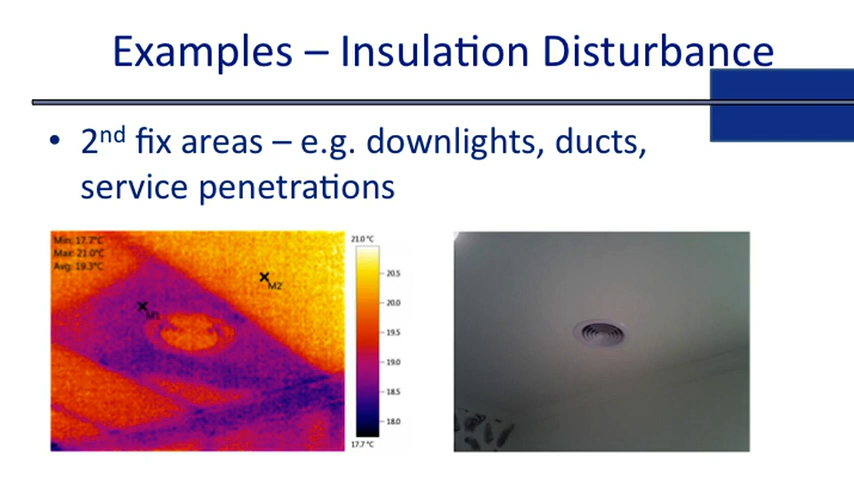 Examples – Insulation Disturbance
• 2nd fix areas – e.g. downlights, ducts,
service penetrations
Min: 17.7°C
Max: 21.0°C
Avg: 19.3°C
M1
M2
21.0 °C
20.5
20.0
19.5
19.0
18.5
18.0
17.7 °C